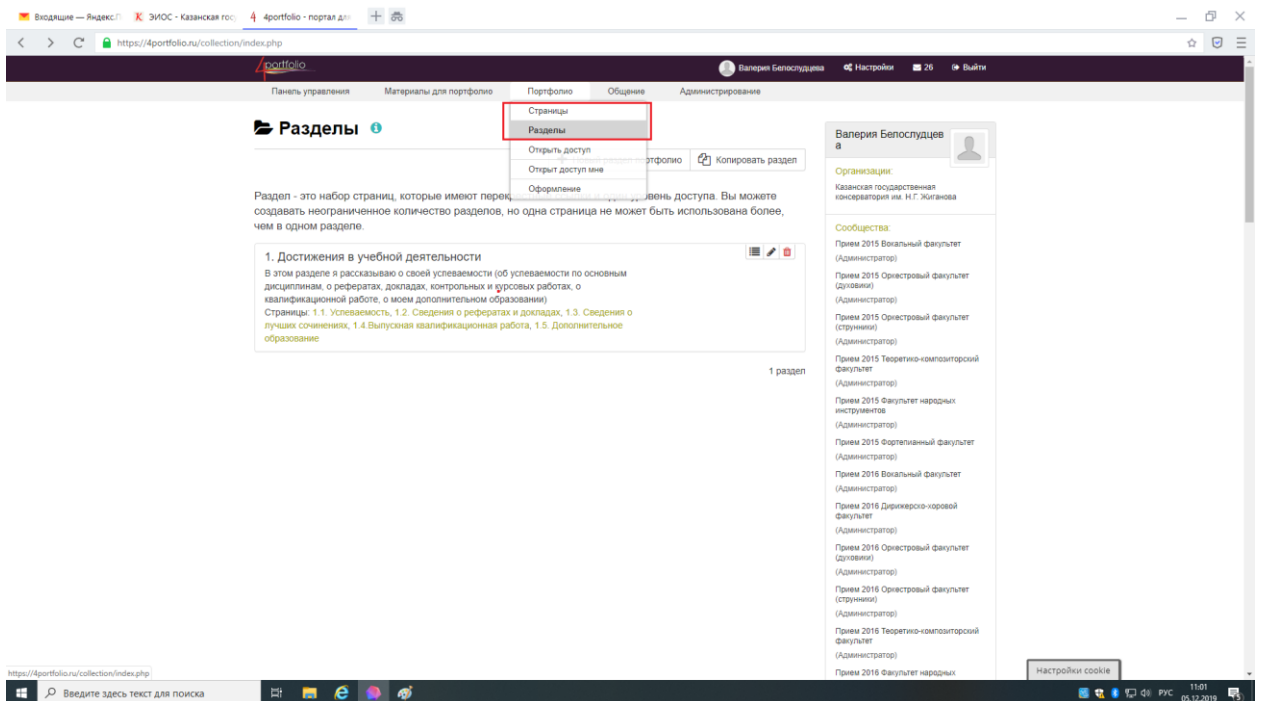 Входящие — Яндекс.П
ЭИОС - Казанская гос
4portfolio - портал для
https://4portfolio.ru/collection/index.php
4portfolio
Валерия Белослудцева
Настройки
26
Выйти
Панель управления
Материалы для портфолио
Портфолио
Общение
Администрирование
Страницы
Разделы
Открыть доступ
Открыт доступ мне
Оформление
Разделы
ртфолио
Копировать раздел
Раздел - это набор страниц, которые имеют перек вень доступа. Вы можете
создавать неограниченное количество разделов, но одна страница не может быть использована более,
чем в одном разделе.
1. Достижения в учебной деятельности
В этом разделе я рассказываю о своей успеваемости (об успеваемости по основным
дисциплинам, о рефератах, докладах, контрольных и курсовых работах, о
квалификационной работе, о моем дополнительном образовании)
Страницы: 1.1. Успеваемость, 1.2. Сведения о рефератах и докладах, 1.3. Сведения о
лучших сочинениях, 1.4.Выпускная квалификационная работа, 1.5. Дополнительное
образование
1 раздел
Валерия Белослудцев
а
Организации:
Казанская государственная
консерватория им. Н.Г. Жиганова
Сообщества:
Прием 2015 Вокальный факультет
(Администратор)
Прием 2015 Оркестровый факультет
(духовики)
(Администратор)
Прием 2015 Оркестровый факультет
(струнники)
(Администратор)
Прием 2015 Теоретико-композиторский
факультет
(Администратор)
Прием 2015 Факультет народных
инструментов
(Администратор)
Прием 2015 Фортепианный факультет
(Администратор)
Прием 2016 Вокальный факультет
(Администратор)
Прием 2016 Дирижерско-хоровой
факультет
(Администратор)
Прием 2016 Оркестровый факультет
(духовики)
(Администратор)
Прием 2016 Оркестровый факультет
(струнники)
(Администратор)
Прием 2016 Теоретико-композиторский
факультет
(Администратор)
Прием 2016 Факультет народных
Настройки cookie
https://4portfolio.ru/collection/index.php
Введите здесь текст для поиска
РУС
11:01
05.12.2019